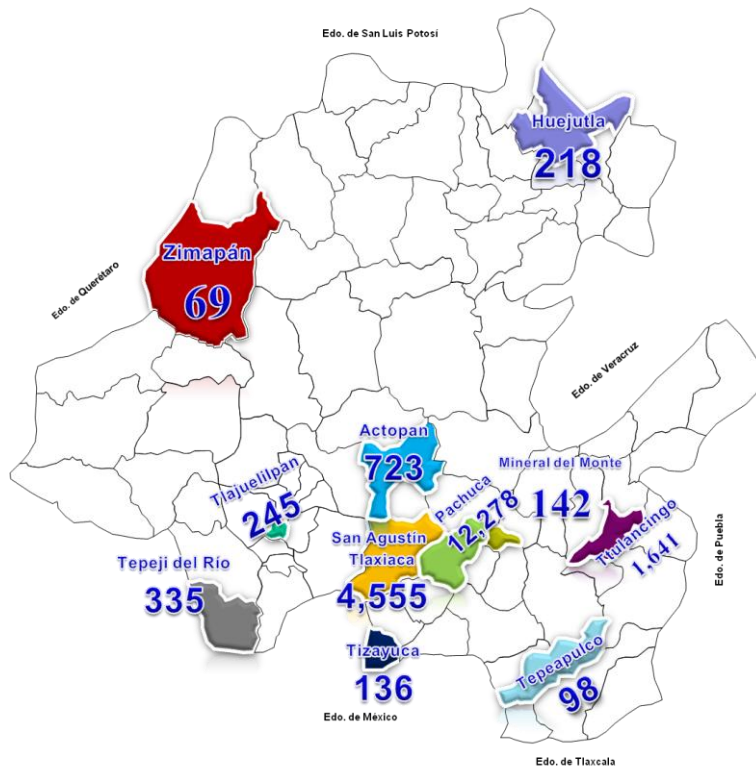 Edo. de San Luis Potosí
Huejutla
218
Zimapán
69
Edo. de Querétaro
Edo. de Veracruz
Actopan
723
Mineral del Monte
142
Tlajuelilpan
245
Pachuca
12,278
San Agustín
Tlaxiaca
4,555
Ttulancingo
1,641
Edo. de Puebla
Tepeji del Río
335
Tizayuca
136
Tepeapulco
98
Edo. de México
Edo. de Tlaxcala